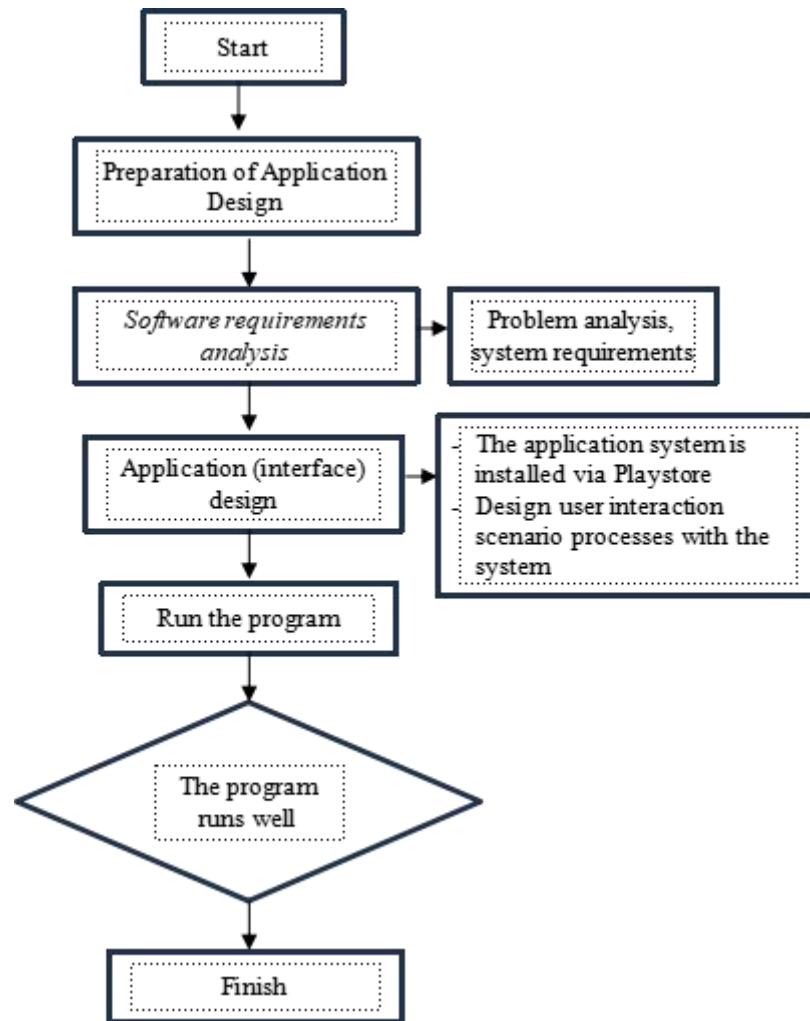 Start
Preparation of Application
Design
Software requirements
analysis
Problem analysis,
system requirements
Application (interface)
design
- The application system is
installed via Playstore
- Design user interaction
scenario processes with the
system
Run the program
The program
runs well
Finish